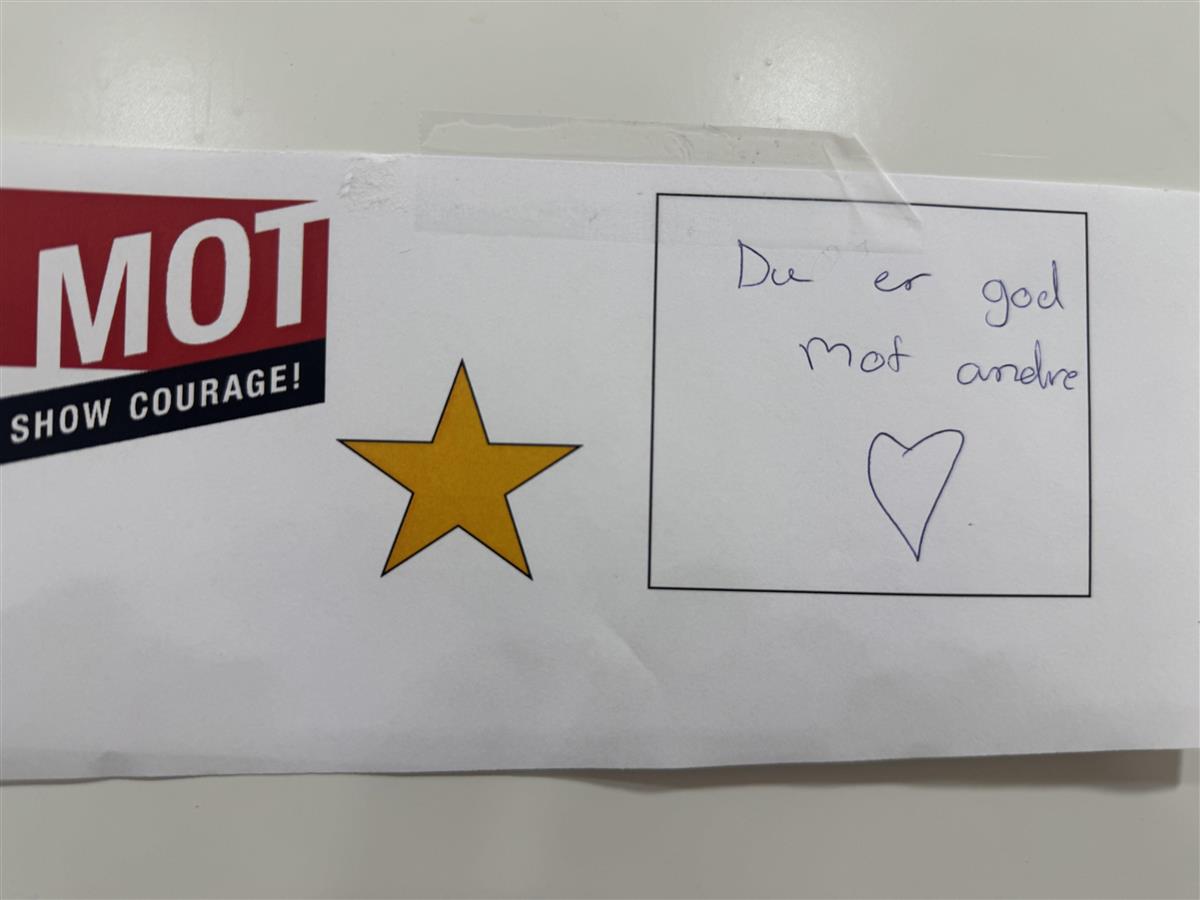 MOT
SHOW COURAGE!
Du er god
mot andre